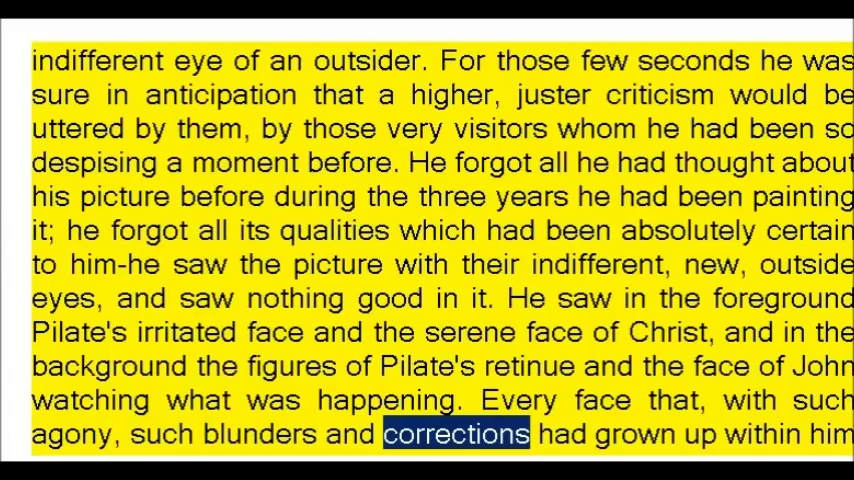 indifferent eye of an outsider. For those few seconds he was
sure in anticipation that a higher, juster criticism would be
uttered by them, by those very visitors whom he had been so
despising a moment before. He forgot all he had thought about
his picture before during the three years he had been painting
it; he forgot all its qualities which had been absolutely certain
to him-he saw the picture with their indifferent, new, outside
eyes, and saw nothing good in it. He saw in the foreground
Pilate's irritated face and the serene face of Christ, and in the
background the figures of Pilate's retinue and the face of John
watching what was happening. Every face that, with such
agony, such blunders and corrections had grown up within him